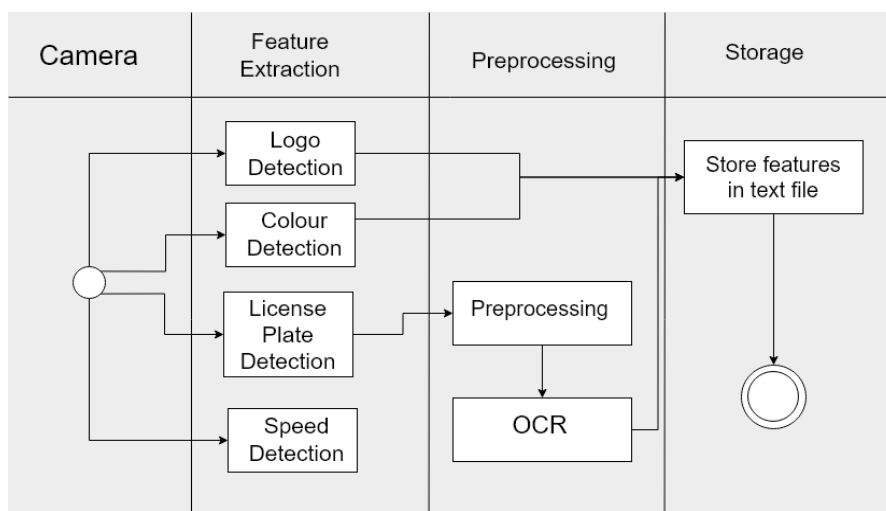 Camera
Feature
Extraction
Preprocessing
Storage
Logo
Detection
Colour
Detection
License
Plate
Detection
Speed
Detection
Preprocessing
OCR
Store features
in text file